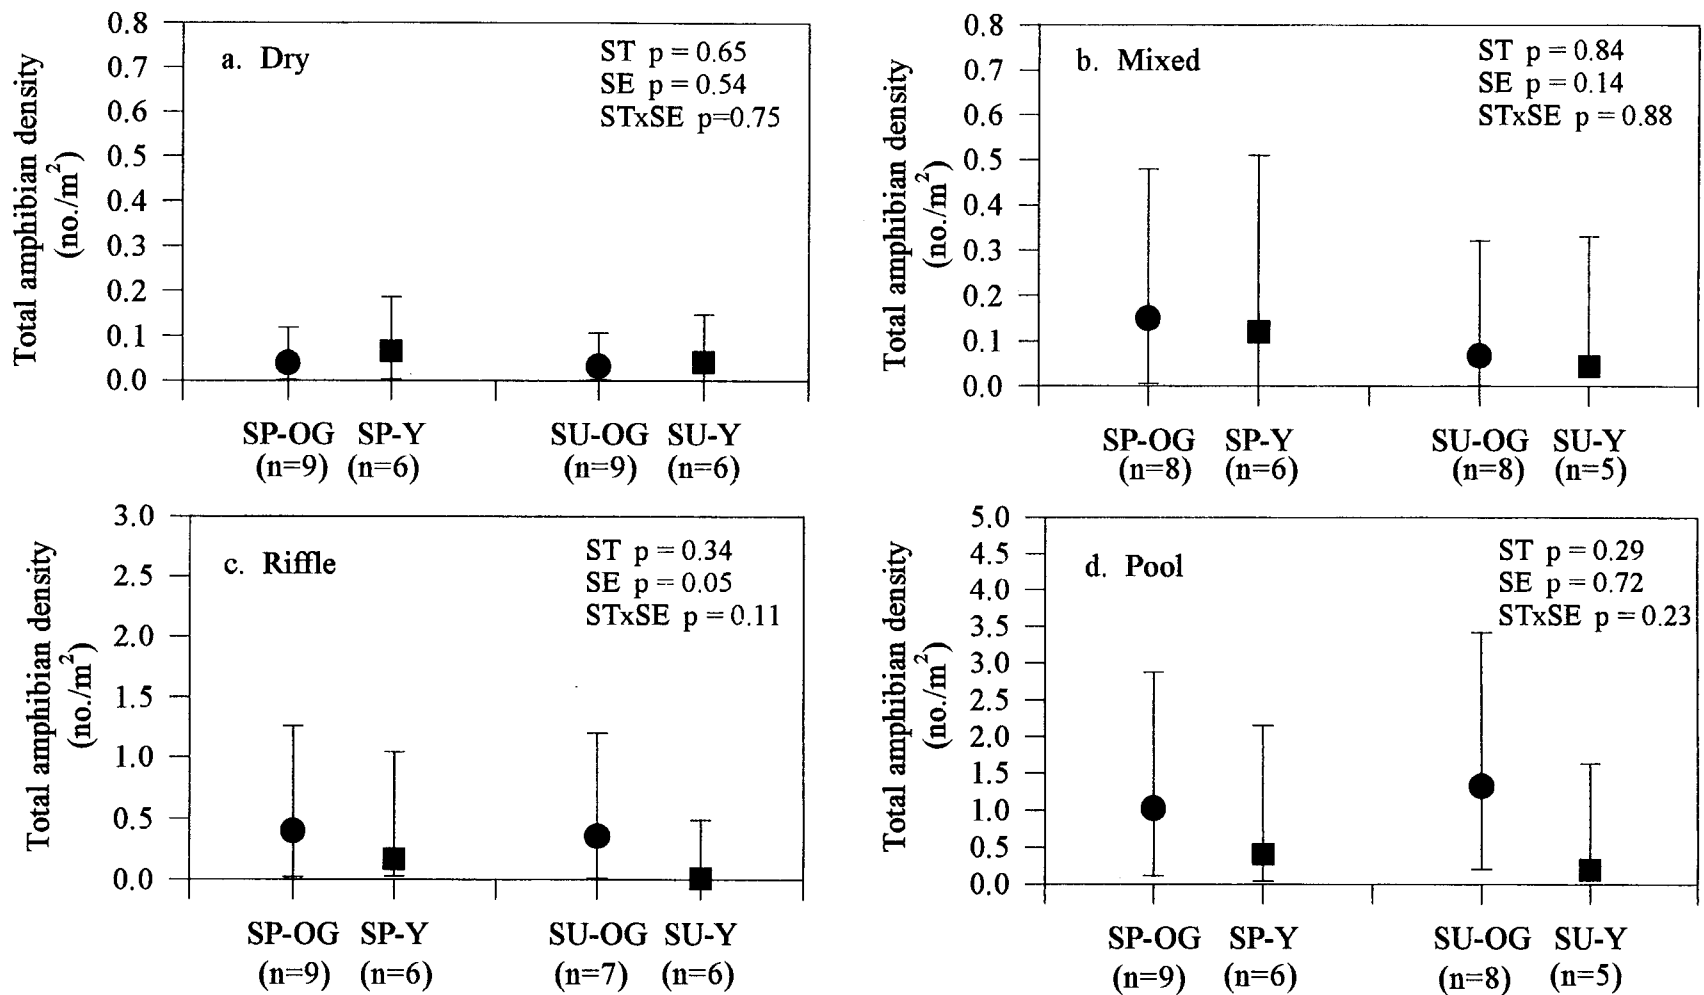 Total amphibian density
(no./m²)
0.8
0.7
0.6
0.5
0.4
0.3
0.2
0.1
0.0
a. Dry
ST p = 0.65
SE p = 0.54
STxSE p=0.75
SP-OG SP-Y SU-OG SU-Y
(n=9) (n=6) (n=9) (n=6)
Total amphibian density
(no./m²)
0.8
0.7
0.6
0.5
0.4
0.3
0.2
0.1
0.0
b. Mixed
ST p = 0.84
SE p = 0.14
STxSE p = 0.88
SP-OG SP-Y SU-OG SU-Y
(n=8) (n=6) (n=8) (n=5)
Total amphibian density
(no./m²)
3.0
2.5
2.0
1.5
1.0
0.5
0.0
c. Riffle
ST p = 0.34
SE p = 0.05
STxSE p = 0.11
SP-OG SP-Y SU-OG SU-Y
(n=9) (n=6) (n=7) (n=6)
Total amphibian density
(no./m²)
5.0
4.5
4.0
3.5
3.0
2.5
2.0
1.5
1.0
0.5
0.0
d. Pool
ST p = 0.29
SE p = 0.72
STxSE p = 0.23
SP-OG SP-Y SU-OG SU-Y
(n=9) (n=6) (n=8) (n=5)